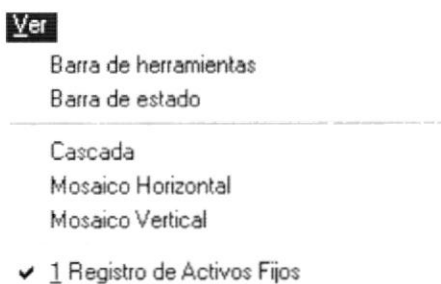 Ver
Barra de herramientas
Barra de estado
Cascada
Mosaico Horizontal
Mosaico Vertical
✔ 1 Registro de Activos Fijos